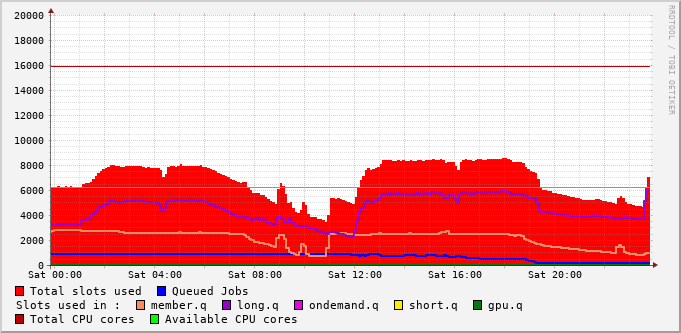 RRDTOOL / TOBI OETIKER
20000
18000
16000
14000
12000
10000
8000
6000
4000
2000
0
Sat 00:00 Sat 04:00 Sat 08:00 Sat 12:00 Sat 16:00 Sat 20:00
Total slots used Queued Jobs
Slots used in : member.q long.q ondemand.q short.q gpu.q
Total CPU cores Available CPU cores